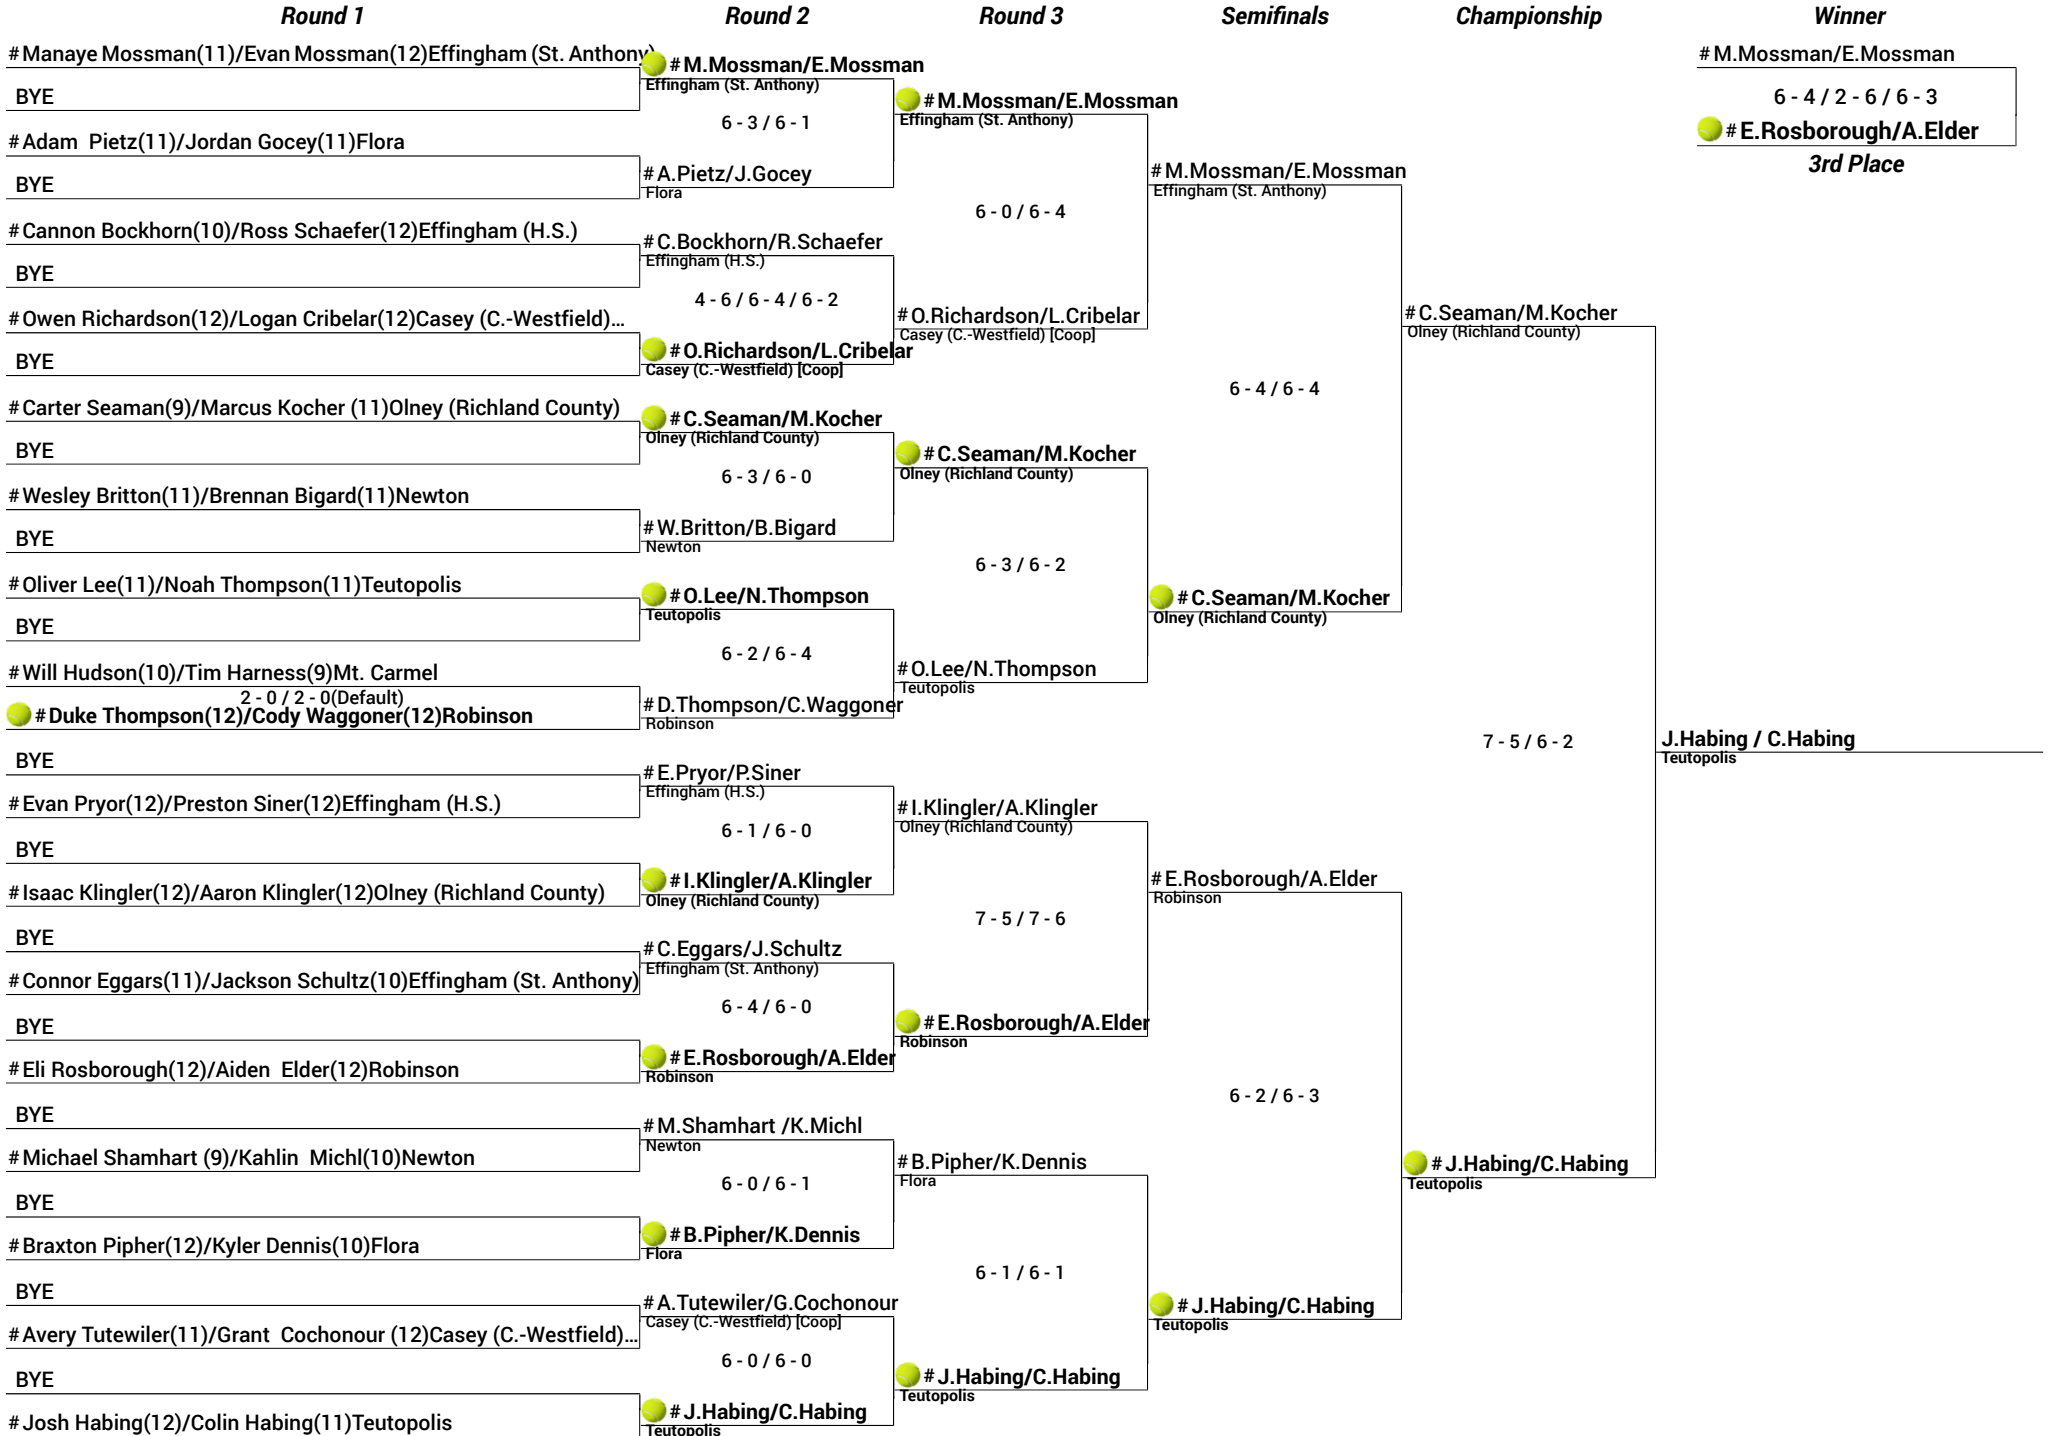 Round 1
Round 2
Round 3
Semifinals
Championship
Winner
#Manaye Mossman(11)/Evan Mossman(12)Effingham (St. Anthony)
BYE
#Adam  Pietz(11)/Jordan Gocey(11)Flora
BYE
#Cannon Bockhorn(10)/Ross Schaefer(12)Effingham (H.S.)
BYE
#Owen Richardson(12)/Logan Cribelar(12)Casey (C.-Westfield)...
BYE
#Carter Seaman(9)/Marcus Kocher (11)Olney (Richland County)
BYE
#Wesley Britton(11)/Brennan Bigard(11)Newton
BYE
#Oliver Lee(11)/Noah Thompson(11)Teutopolis
BYE
#Will Hudson(10)/Tim Harness(9)Mt. Carmel
2 - 0 / 2 - 0(Default)
#Duke Thompson(12)/Cody Waggoner(12)Robinson
BYE
#Evan Pryor(12)/Preston Siner(12)Effingham (H.S.)
BYE
#Isaac Klingler(12)/Aaron Klingler(12)Olney (Richland County)
BYE
#Connor Eggars(11)/Jackson Schultz(10)Effingham (St. Anthony)
BYE
#Eli Rosborough(12)/Aiden  Elder(12)Robinson
BYE
#Michael Shamhart (9)/Kahlin  Michl(10)Newton
BYE
#Braxton Pipher(12)/Kyler Dennis(10)Flora
BYE
#Avery Tutewiler(11)/Grant  Cochonour (12)Casey (C.-Westfield)...
BYE
#Josh Habing(12)/Colin Habing(11)Teutopolis
#M.Mossman/E.Mossman
Effingham (St. Anthony)
6 - 3 / 6 - 1
#A.Pietz/J.Gocey
Flora
#C.Bockhorn/R.Schaefer
Effingham (H.S.)
4 - 6 / 6 - 4 / 6 - 2
#O.Richardson/L.Cribelar
Casey (C.-Westfield) [Coop]
#C.Seaman/M.Kocher
Olney (Richland County)
6 - 3 / 6 - 0
#W.Britton/B.Bigard
Newton
#O.Lee/N.Thompson
Teutopolis
6 - 2 / 6 - 4
#D.Thompson/C.Waggoner
Robinson
#E.Pryor/P.Siner
Effingham (H.S.)
6 - 1 / 6 - 0
#I.Klingler/A.Klingler
Olney (Richland County)
#C.Eggars/J.Schultz
Effingham (St. Anthony)
6 - 4 / 6 - 0
#E.Rosborough/A.Elder
Robinson
#M.Shamhart /K.Michl
Newton
6 - 0 / 6 - 1
#B.Pipher/K.Dennis
Flora
#A.Tutewiler/G.Cochonour
Casey (C.-Westfield) [Coop]
6 - 0 / 6 - 0
#J.Habing/C.Habing
Teutopolis
#M.Mossman/E.Mossman
Effingham (St. Anthony)
6 - 0 / 6 - 4
#O.Richardson/L.Cribelar
Casey (C.-Westfield) [Coop]
#C.Seaman/M.Kocher
Olney (Richland County)
6 - 3 / 6 - 2
#O.Lee/N.Thompson
Teutopolis
#I.Klingler/A.Klingler
Olney (Richland County)
7 - 5 / 7 - 6
#E.Rosborough/A.Elder
Robinson
#B.Pipher/K.Dennis
Flora
6 - 1 / 6 - 1
#J.Habing/C.Habing
Teutopolis
#M.Mossman/E.Mossman
Effingham (St. Anthony)
6 - 4 / 6 - 4
#C.Seaman/M.Kocher
Olney (Richland County)
#E.Rosborough/A.Elder
Robinson
6 - 2 / 6 - 3
#J.Habing/C.Habing
Teutopolis
#C.Seaman/M.Kocher
Olney (Richland County)
7 - 5 / 6 - 2
#J.Habing/C.Habing
Teutopolis
J.Habing / C.Habing
Teutopolis
#M.Mossman/E.Mossman
6 - 4 / 2 - 6 / 6 - 3
#E.Rosborough/A.Elder
3rd Place